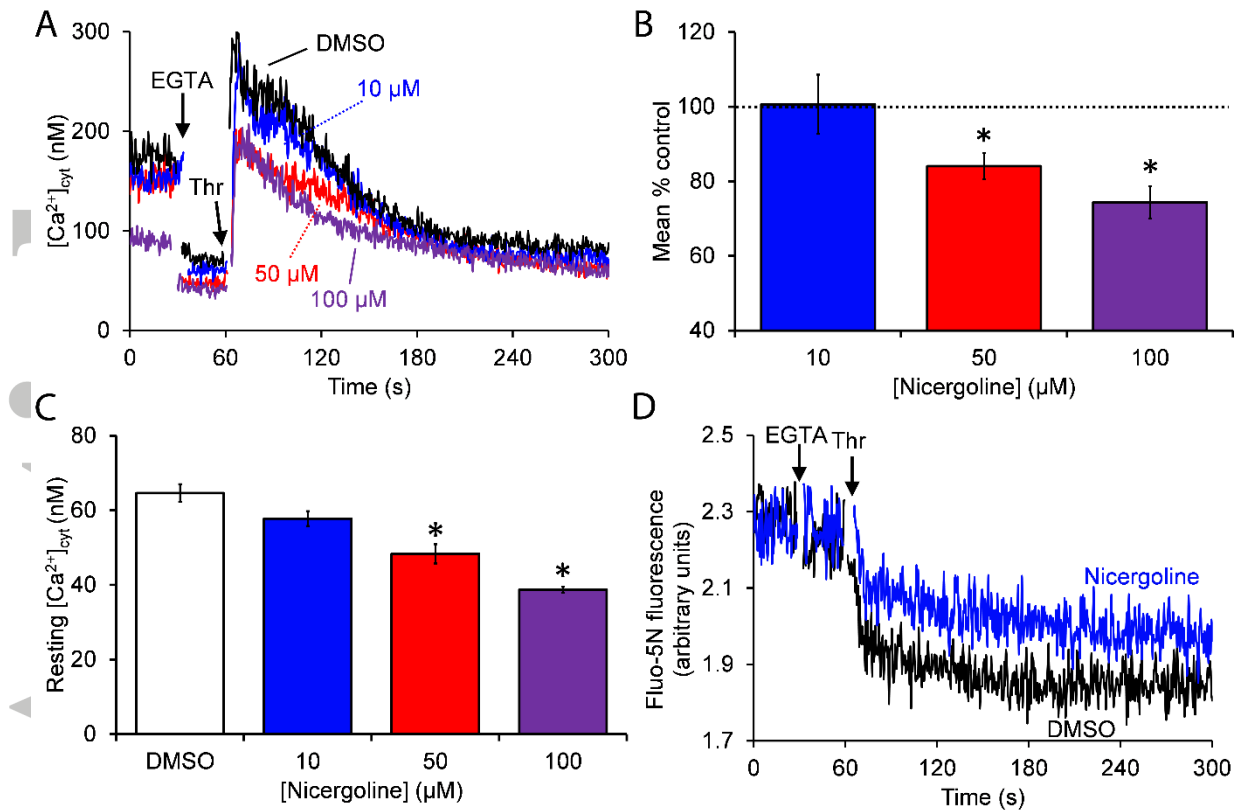 A
300
200
100
0
[Ca²⁺]cyt (nM)
EGTA
Thr
DMSO
10 µM
50 µM
100 µM
0 60 120 180 240 300
Time (s)
B
120
100
80
60
40
Mean % control
*
*
10 50 100
[Nicergoline] (µM)
C
80
60
40
20
0
Resting [Ca²⁺]cyt (nM)
*
*
DMSO 10 50 100
[Nicergoline] (µM)
D
2.5
2.3
2.1
1.9
1.7
Fluo-5N fluorescence
(arbitrary units)
EGTA Thr
Nicergoline
DMSO
0 60 120 180 240 300
Time (s)